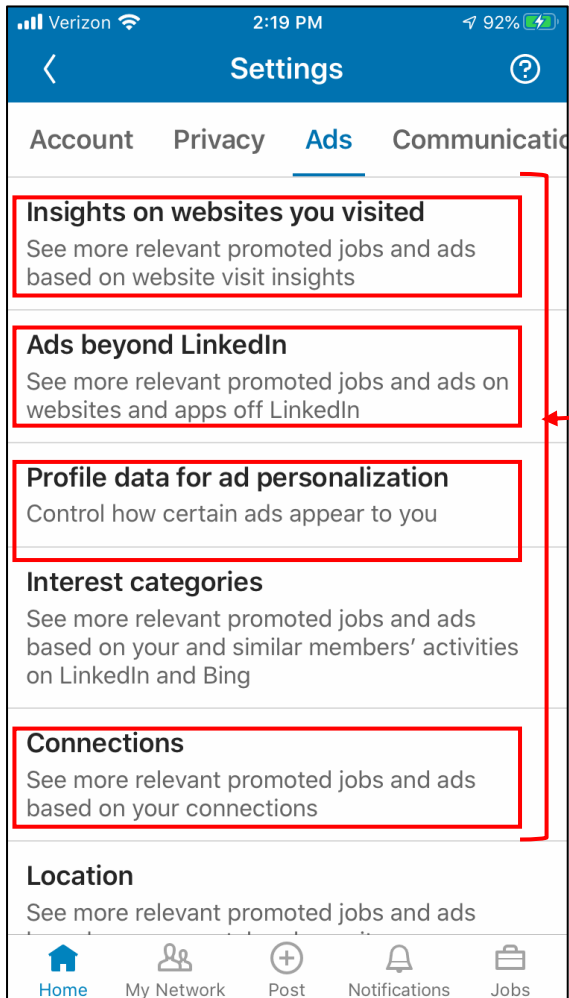 Verizon 2:19 PM 92%
Settings
Account Privacy Ads Communicatio
Insights on websites you visited
See more relevant promoted jobs and ads
based on website visit insights
Ads beyond LinkedIn
See more relevant promoted jobs and ads on
websites and apps off LinkedIn
Profile data for ad personalization
Control how certain ads appear to you
Interest categories
See more relevant promoted jobs and ads
based on your and similar members’ activities
on LinkedIn and Bing
Connections
See more relevant promoted jobs and ads
based on your connections
Location
See more relevant promoted jobs and ads
Home My Network Post Notifications Jobs